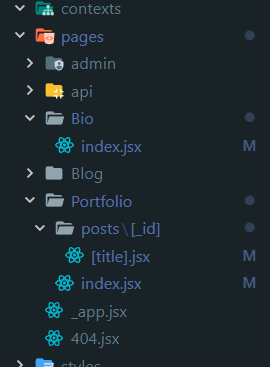 contexts
pages
admin
api
Bio
index.jsx M
Blog
Portfolio
posts\[_id]
[title].jsx M
index.jsx M
_app.jsx
404.jsx
styles